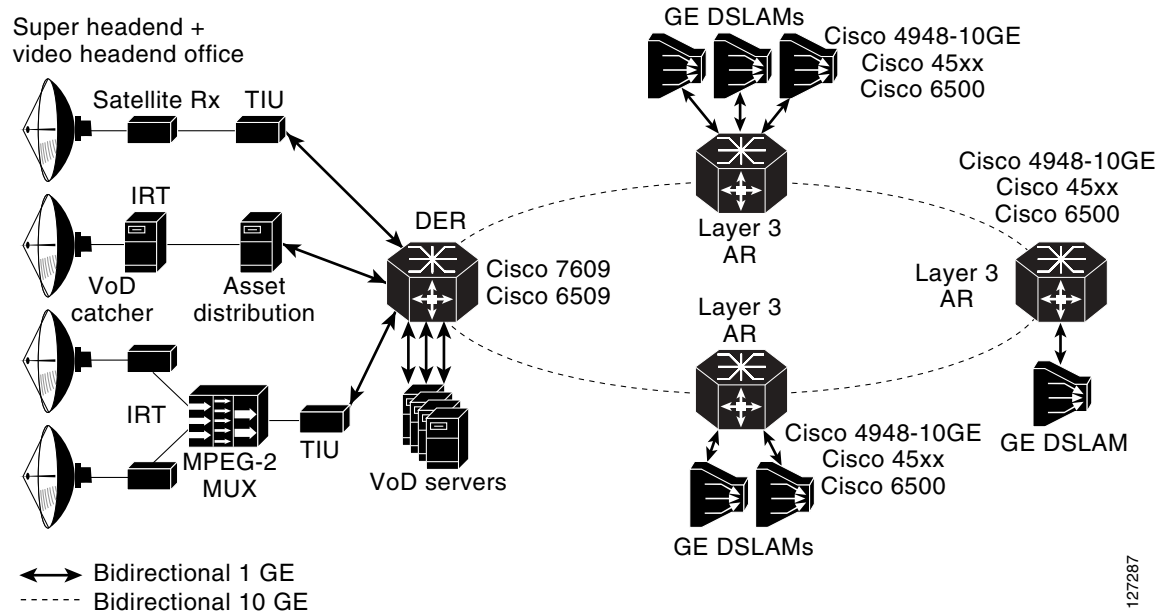 Super headend +
video headend office
Satellite Rx
TIU
IRT
VoD
catcher
Asset
distribution
IRT
MPEG-2
MUX
TIU
DER
Cisco 7609
Cisco 6509
VoD servers
GE DSLAMs
Cisco 4948-10GE
Cisco 45xx
Cisco 6500
Layer 3
AR
Cisco 4948-10GE
Cisco 45xx
Cisco 6500
Layer 3
AR
GE DSLAM
Layer 3
AR
Cisco 4948-10GE
Cisco 45xx
Cisco 6500
GE DSLAMs
Bidirectional 1 GE
Bidirectional 10 GE
127287